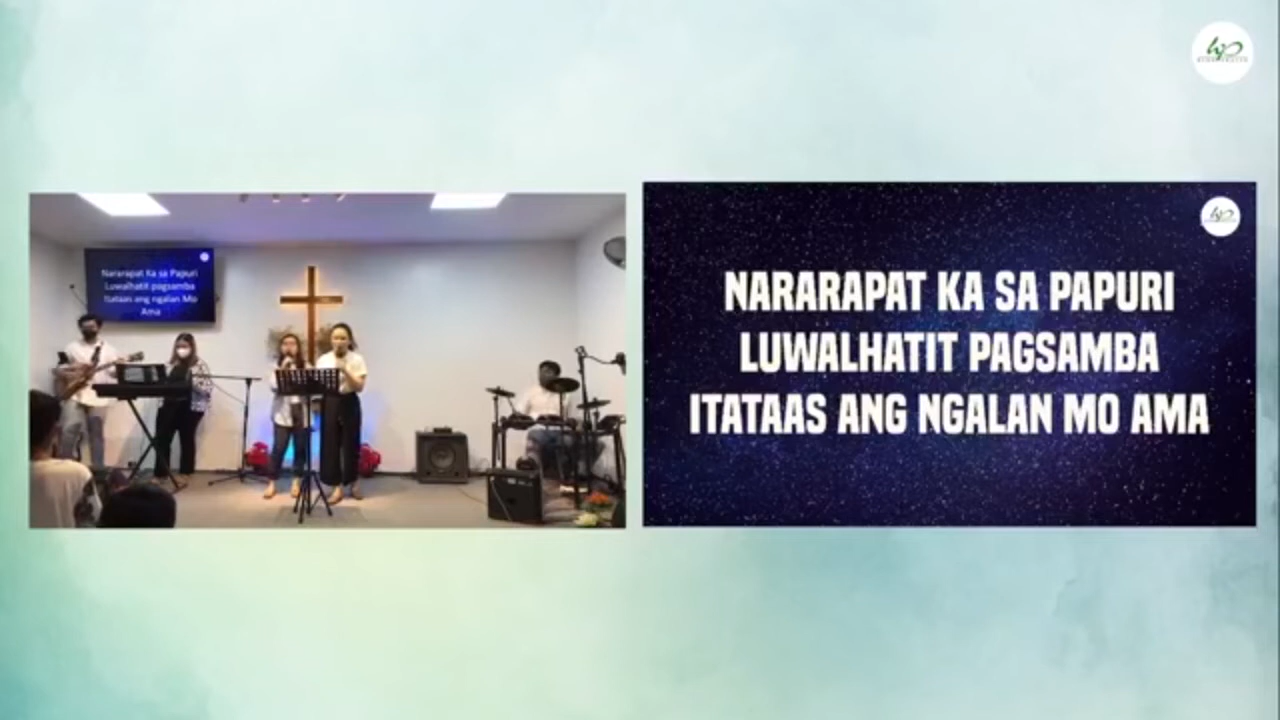 Nararapat Ka sa Papuri
Luwalhatit pagsamba
Itataas ang ngalan Mo
Ama
NARARAPAT KA SA PAPURI
LUWALHATIT PAGSAMBA
ITATAAS ANG NGALAN MO AMA